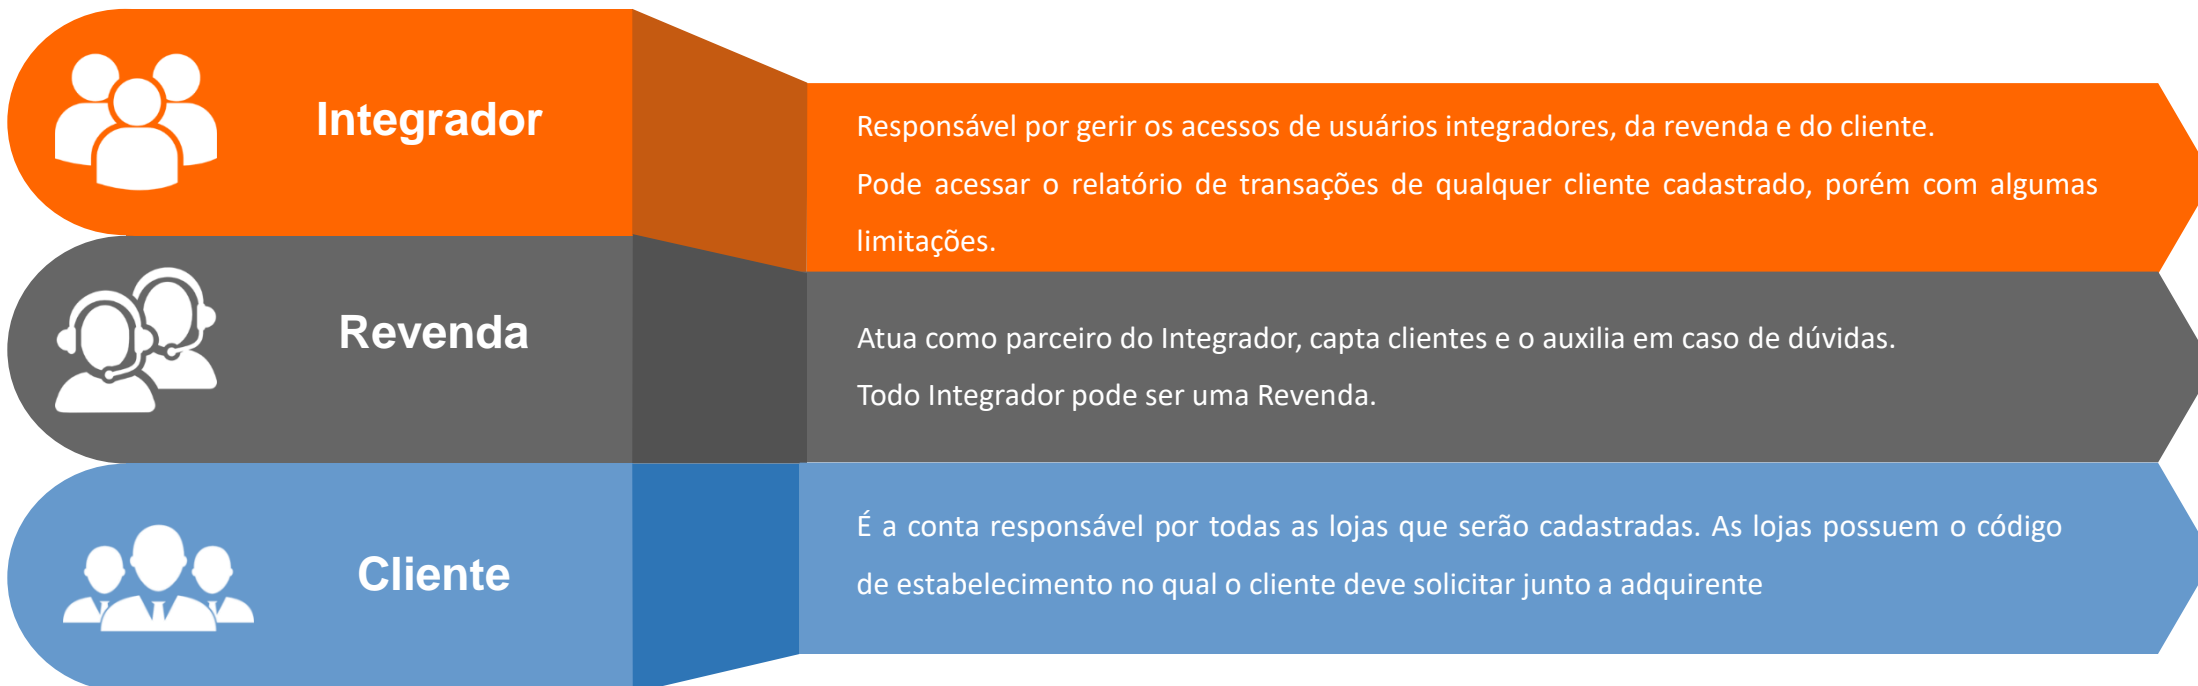 Integrador
Responsável por gerir os acessos de usuários integradores, da revenda e do cliente.
Pode acessar o relatório de transações de qualquer cliente cadastrado, porém com algumas
limitações.
Revenda
Atua como parceiro do Integrador, capta clientes e o auxilia em caso de dúvidas.
Todo Integrador pode ser uma Revenda.
Cliente
É a conta responsável por todas as lojas que serão cadastradas. As lojas possuem o código
de estabelecimento no qual o cliente deve solicitar junto a adquirente